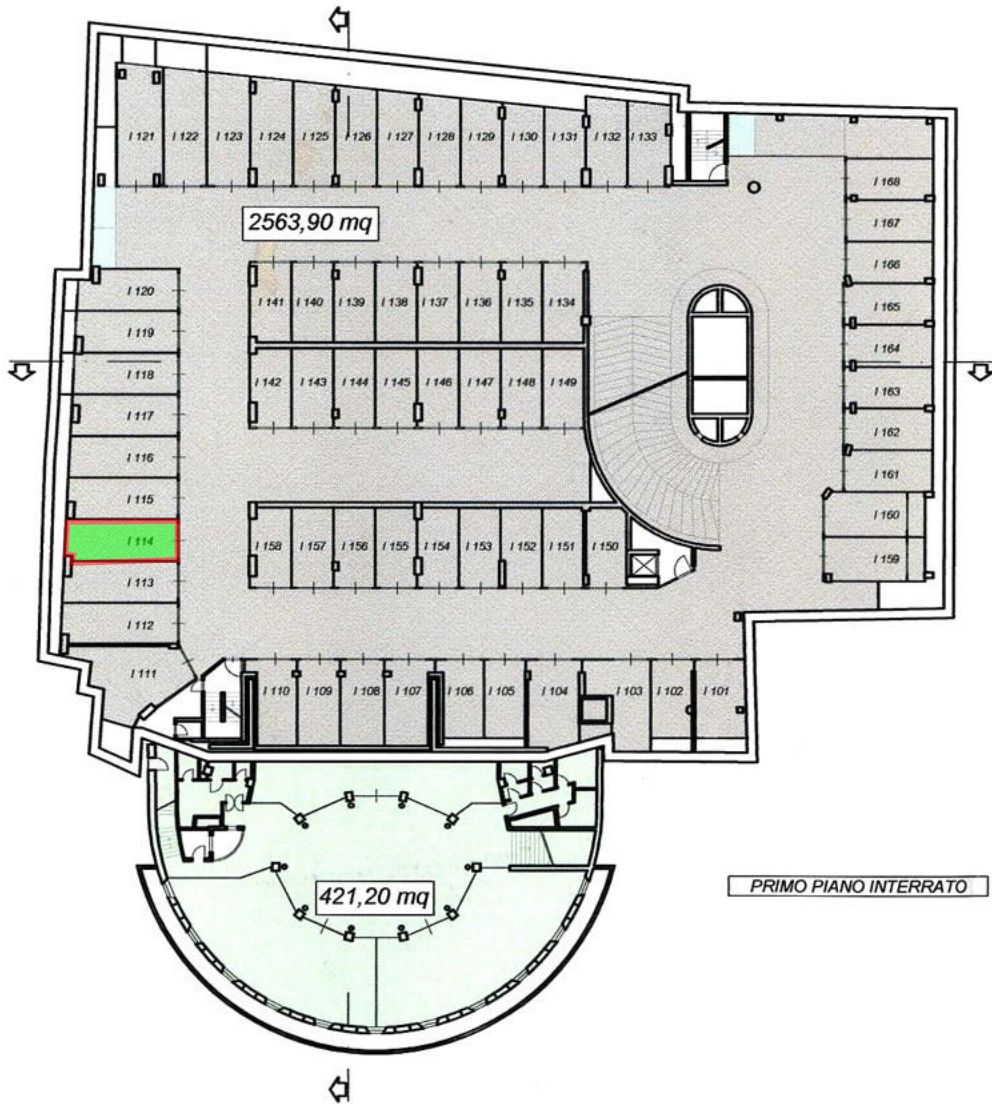 I 121 I 122 I 123 I 124 I 125 I 126 I 127 I 128 I 129 I 130 I 131 I 132 I 133
I 168
I 167
2563,90 mq
I 166
I 120
I 141 I 140 I 139 I 138 I 137 I 136 I 135 I 134
I 165
I 119
I 164
I 118
I 142 I 143 I 144 I 145 I 146 I 147 I 148 I 149
I 163
I 117
I 162
I 116
I 161
I 115
I 160
I 114
I 158 I 157 I 156 I 155 I 154 I 153 I 152 I 151 I 150
I 159
I 113
I 112
I 111
I 110 I 109 I 108 I 107 I 106 I 105 I 104 I 103 I 102 I 101
421,20 mq
PRIMO PIANO INTERRATO